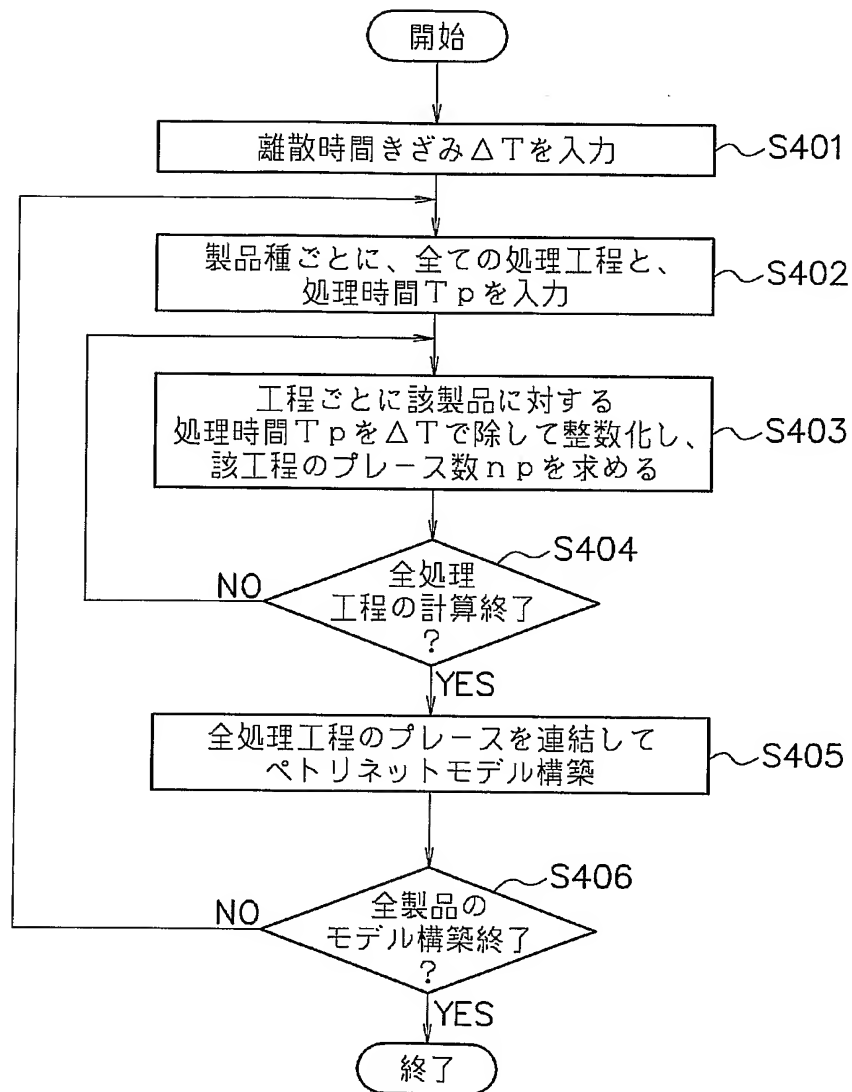 開始
離散時間きざみΔTを入力
S401
製品種ごとに、全ての処理工程と、
処理時間Tpを入力
S402
工程ごとに該製品に対する
処理時間TpをΔTで除して整数化し、
該工程のプレース数npを求める
S403
S404
全処理
工程の計算終了
?
NO
YES
全処理工程のプレースを連結して
ペトリネットモデル構築
S405
S406
全製品の
モデル構築終了
?
NO
YES
終了